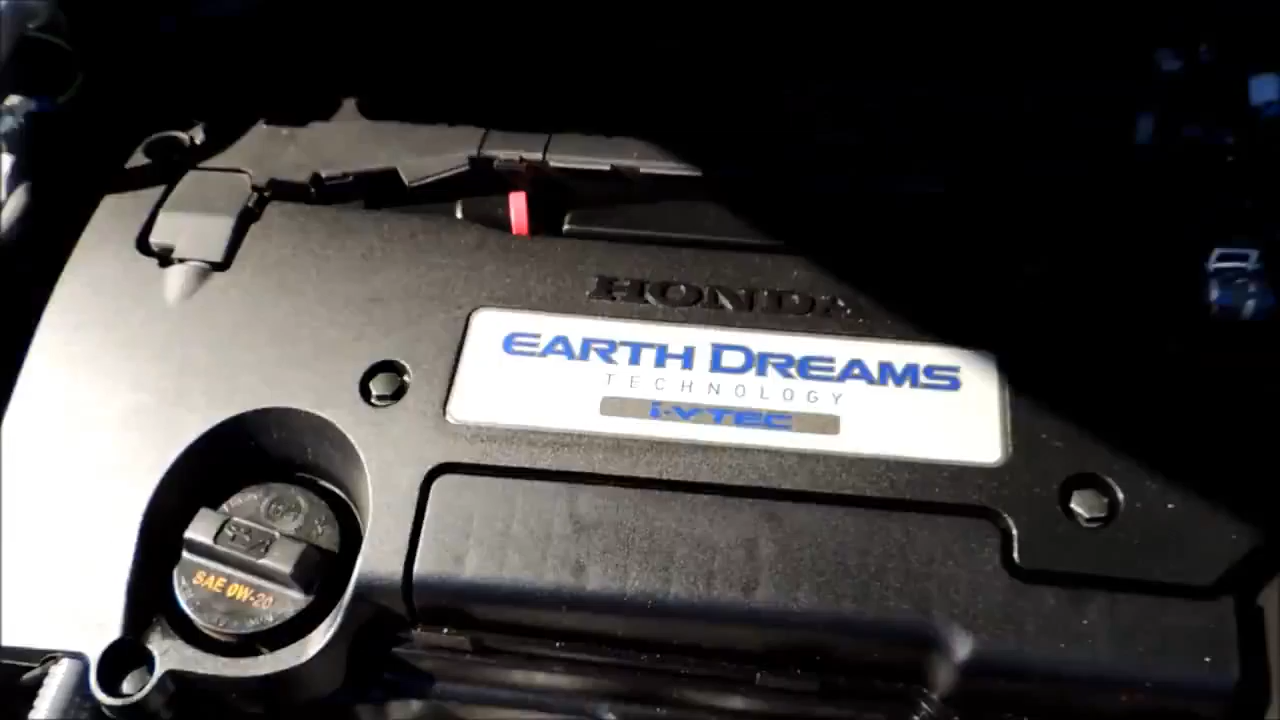 HONDA
EARTH DREAMS
TECHNOLOGY
i-VTEC
SAE 0W-20